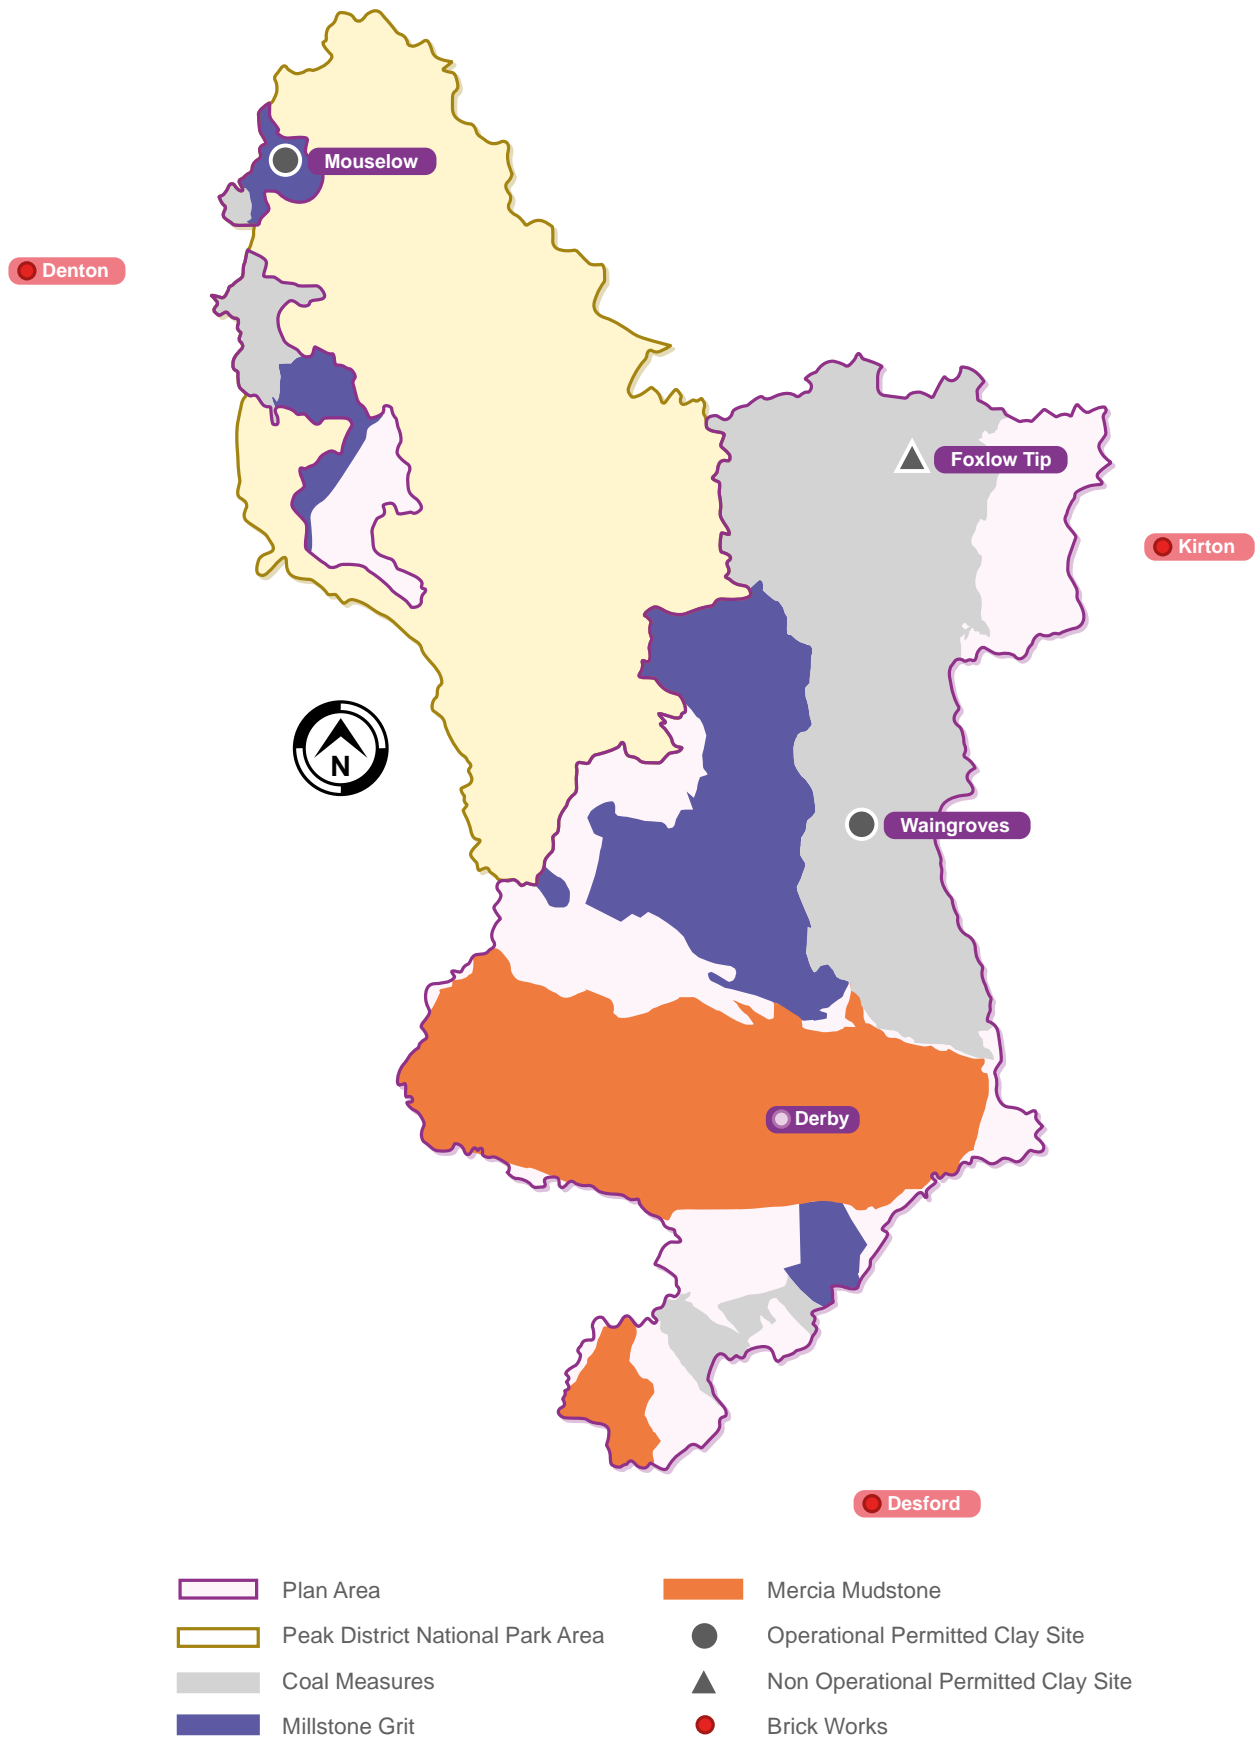 Mouselow
Denton
Foxlow Tip
Kirton
N
Waingroves
Derby
Desford
Plan Area
Peak District National Park Area
Coal Measures
Millstone Grit
Mercia Mudstone
Operational Permitted Clay Site
Non Operational Permitted Clay Site
Brick Works